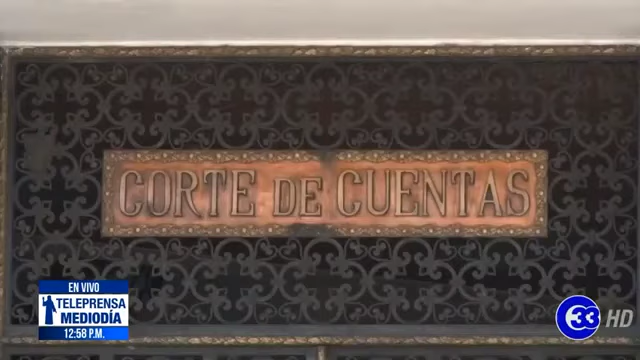 CORTE DE CUENTAS
EN VIVO
TELEPRENSA
MEDIODÍA
12:58 P.M.
33 HD